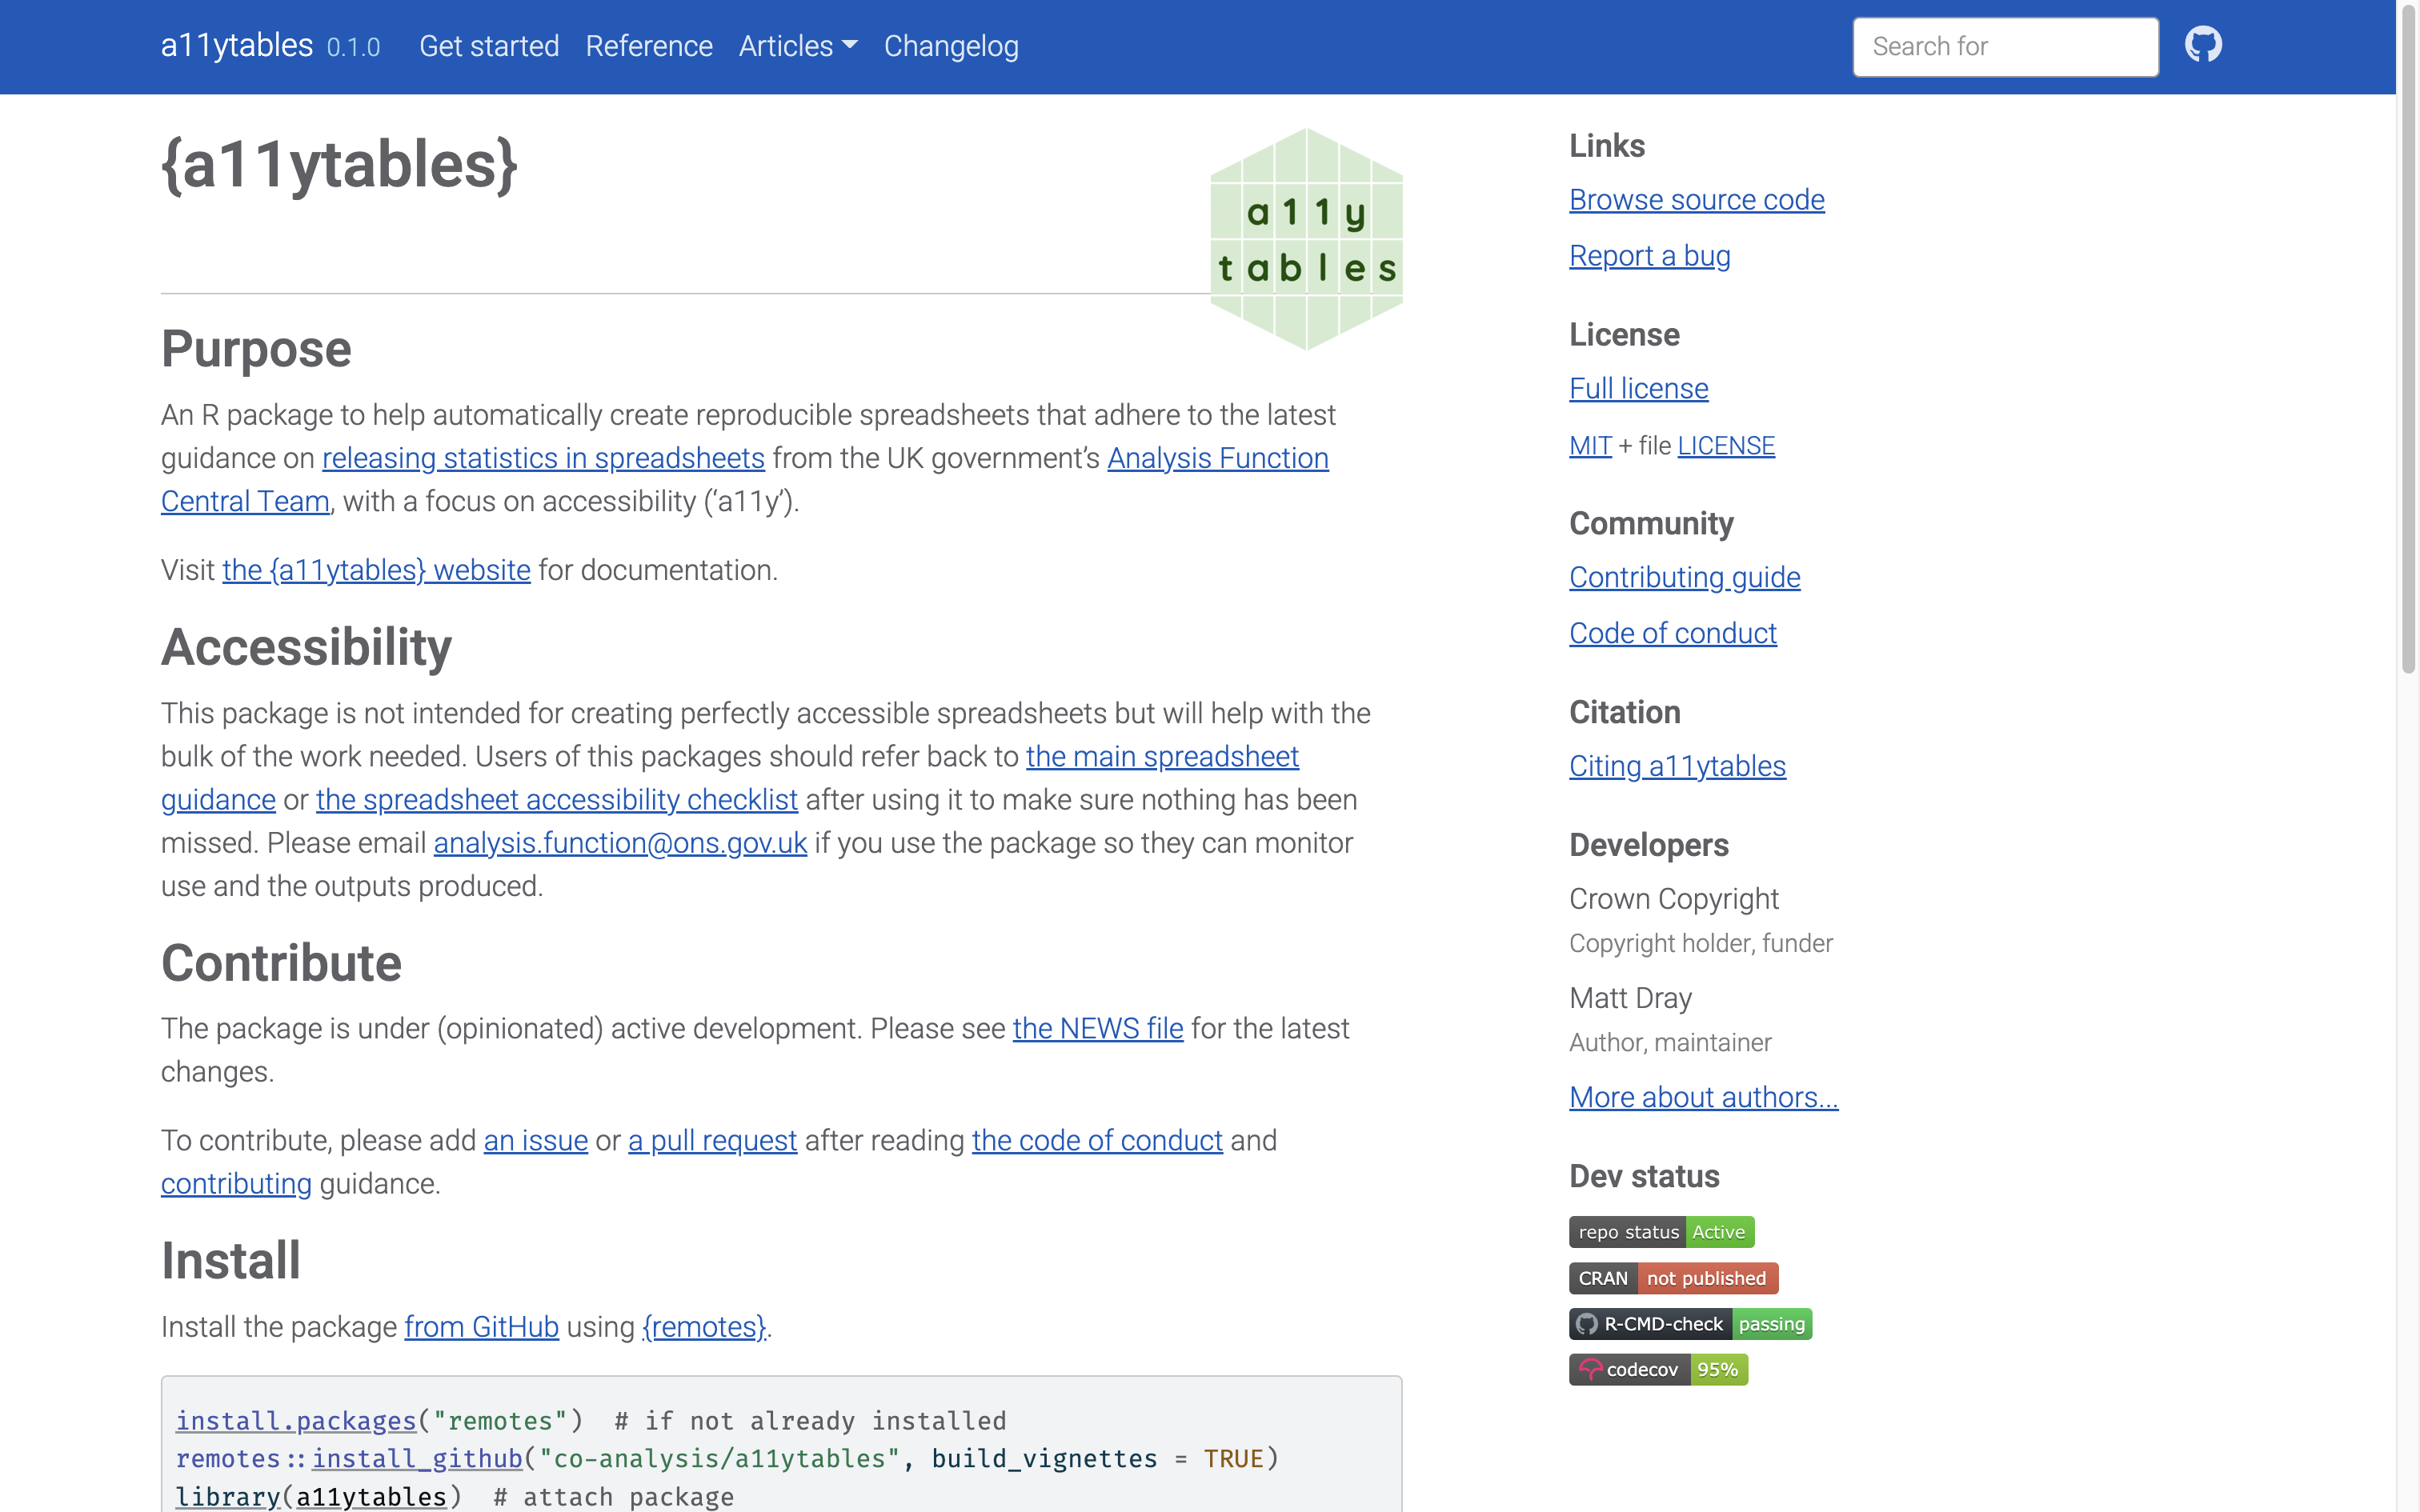 a11ytables 0.1.0 Get started Reference Articles Changelog Search for
{a11ytables}
a11y
tables
Purpose
An R package to help automatically create reproducible spreadsheets that adhere to the latest
guidance on releasing statistics in spreadsheets from the UK government’s Analysis Function
Central Team, with a focus on accessibility (‘a11y’).
Visit the {a11ytables} website for documentation.
Accessibility
This package is not intended for creating perfectly accessible spreadsheets but will help with the
bulk of the work needed. Users of this packages should refer back to the main spreadsheet
guidance or the spreadsheet accessibility checklist after using it to make sure nothing has been
missed. Please email analysis.function@ons.gov.uk if you use the package so they can monitor
use and the outputs produced.
Contribute
The package is under (opinionated) active development. Please see the NEWS file for the latest
changes.
To contribute, please add an issue or a pull request after reading the code of conduct and
contributing guidance.
Install
Install the package from GitHub using {remotes}.
install.packages("remotes")  # if not already installed
remotes::install_github("co-analysis/a11ytables", build_vignettes = TRUE)
library(a11ytables)  # attach package
Links
Browse source code
Report a bug
License
Full license
MIT + file LICENSE
Community
Contributing guide
Code of conduct
Citation
Citing a11ytables
Developers
Crown Copyright
Copyright holder, funder
Matt Dray
Author, maintainer
More about authors...
Dev status
repo status Active
CRAN not published
R-CMD-check passing
codecov 95%